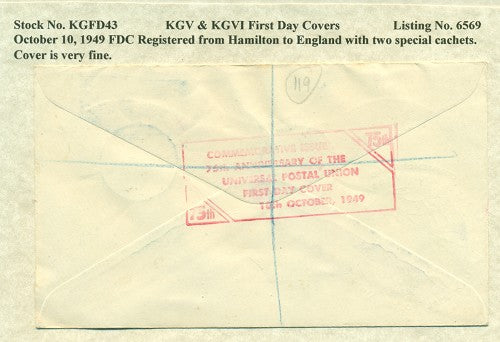 Stock No. KGFD43 KGV & KGVI First Day Covers Listing No. 6569
October 10, 1949 FDC Registered from Hamilton to England with two special cachets.
Cover is very fine.
119
COMMEMORATIVE ISSUE 75th
75th ANNIVERSARY OF THE
UNIVERSAL POSTAL UNION
FIRST DAY COVER
75th 10th OCTOBER, 1949